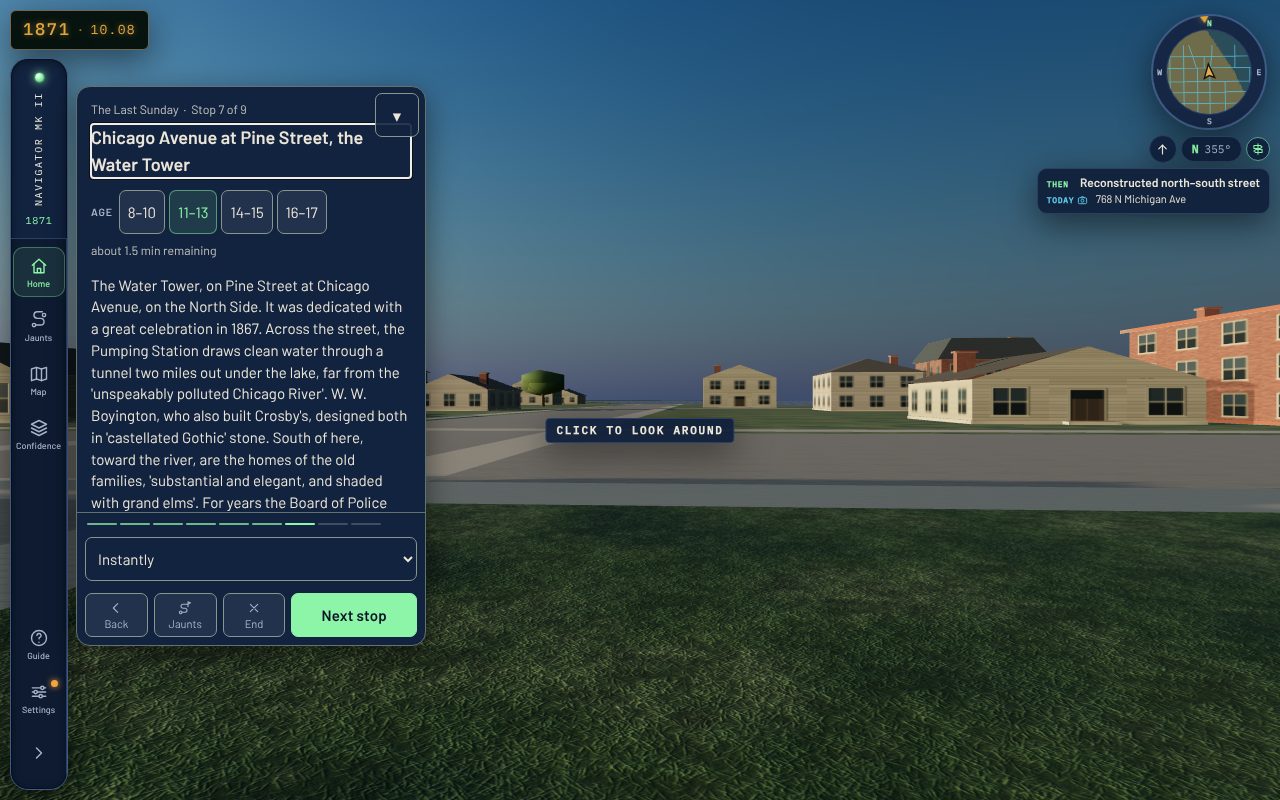 1871 · 10.08
NAVIGATOR MK II
1871
Home
Jaunts
Map
Confidence
Guide
Settings
The Last Sunday · Stop 7 of 9
▼
Chicago Avenue at Pine Street, the
Water Tower
AGE 8–10 11–13 14–15 16–17
about 1.5 min remaining
The Water Tower, on Pine Street at Chicago
Avenue, on the North Side. It was dedicated with
a great celebration in 1867. Across the street, the
Pumping Station draws clean water through a
tunnel two miles out under the lake, far from the
'unspeakably polluted Chicago River'. W. W.
Boyington, who also built Crosby's, designed both
in 'castellated Gothic' stone. South of here,
toward the river, are the homes of the old
families, 'substantial and elegant, and shaded
with grand elms'. For years the Board of Police
Instantly
Back
Jaunts
End
Next stop
CLICK TO LOOK AROUND
N
W
E
S
N 355°
THEN Reconstructed north–south street
TODAY 768 N Michigan Ave